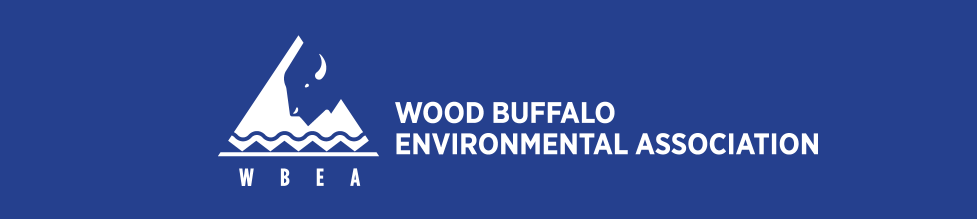 WOOD BUFFALO
ENVIRONMENTAL ASSOCIATION
WBEA